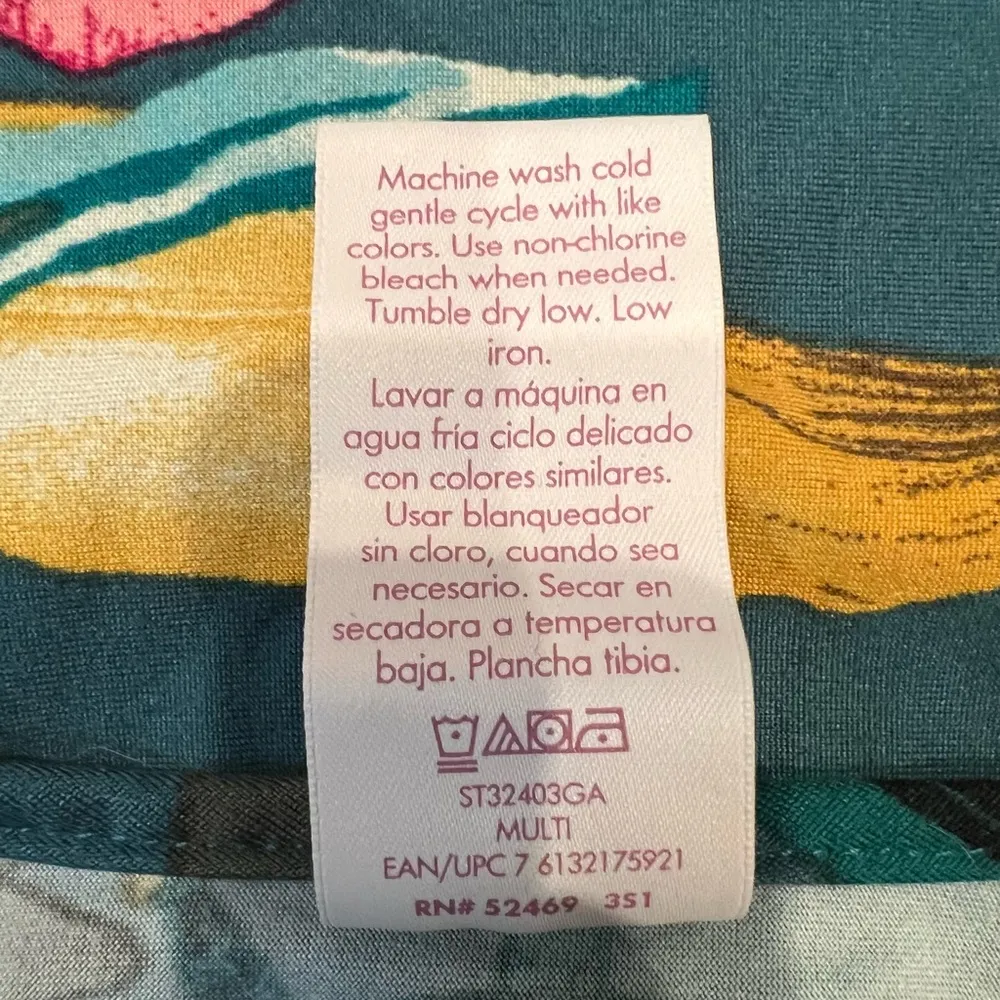 Machine wash cold
gentle cycle with like
colors. Use non-chlorine
bleach when needed.
Tumble dry low. Low
iron.
Lavar a máquina en
agua fría ciclo delicado
con colores similares.
Usar blanqueador
sin cloro, cuando sea
necesario. Secar en
secadora a temperatura
baja. Plancha tibia.
ST32403GA
MULTI
EAN/UPC 7 6132175921
RN# 52469 3S1